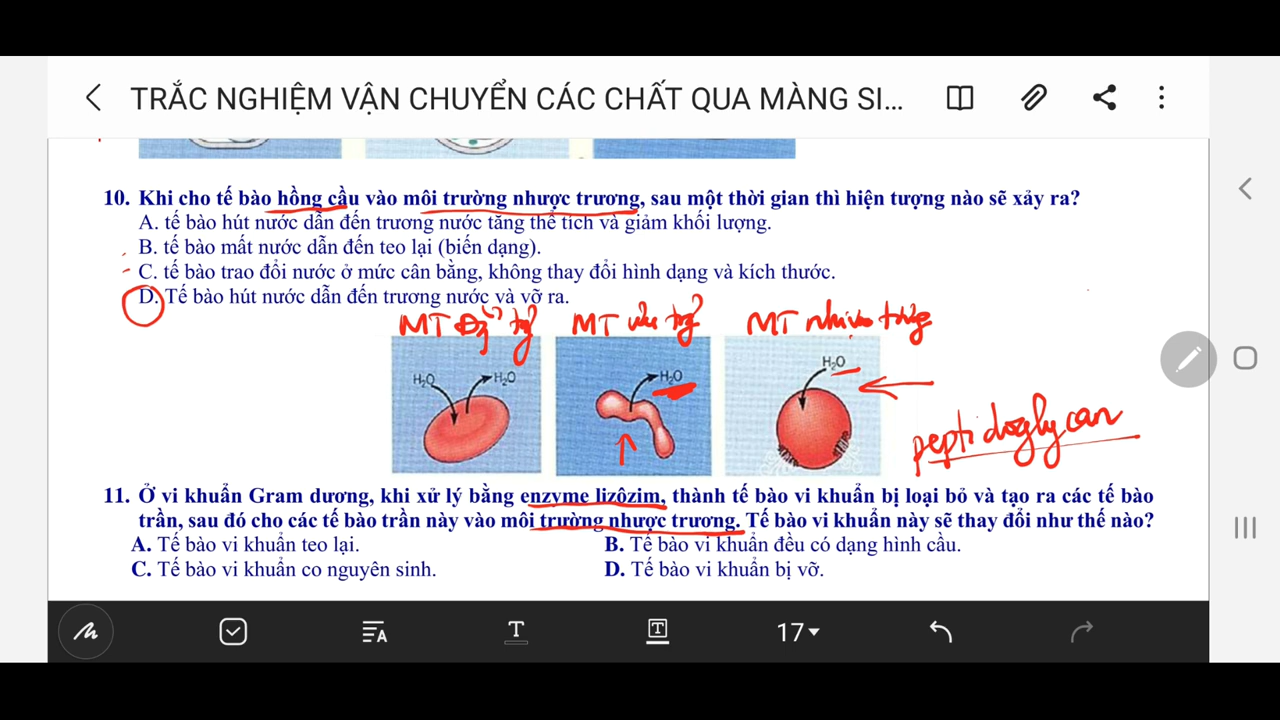 TRẮC NGHIỆM VẬN CHUYỂN CÁC CHẤT QUA MÀNG SI...
10. Khi cho tế bào hồng cầu vào môi trường nhược trương, sau một thời gian thì hiện tượng nào sẽ xảy ra?
A. tế bào hút nước dẫn đến trương nước tăng thể tích và giảm khối lượng.
B. tế bào mất nước dẫn đến teo lại (biến dạng).
C. tế bào trao đổi nước ở mức cân bằng, không thay đổi hình dạng và kích thước.
D. Tế bào hút nước dẫn đến trương nước và vỡ ra.
MT MT MT
H₂O H₂O H₂O H₂O
peptidoglycan
11. Ở vi khuẩn Gram dương, khi xử lý bằng enzyme lizôzim, thành tế bào vi khuẩn bị loại bỏ và tạo ra các tế bào
trần, sau đó cho các tế bào trần này vào môi trường nhược trương. Tế bào vi khuẩn này sẽ thay đổi như thế nào?
A. Tế bào vi khuẩn teo lại. B. Tế bào vi khuẩn đều có dạng hình cầu.
C. Tế bào vi khuẩn co nguyên sinh. D. Tế bào vi khuẩn bị vỡ.
A T T 17